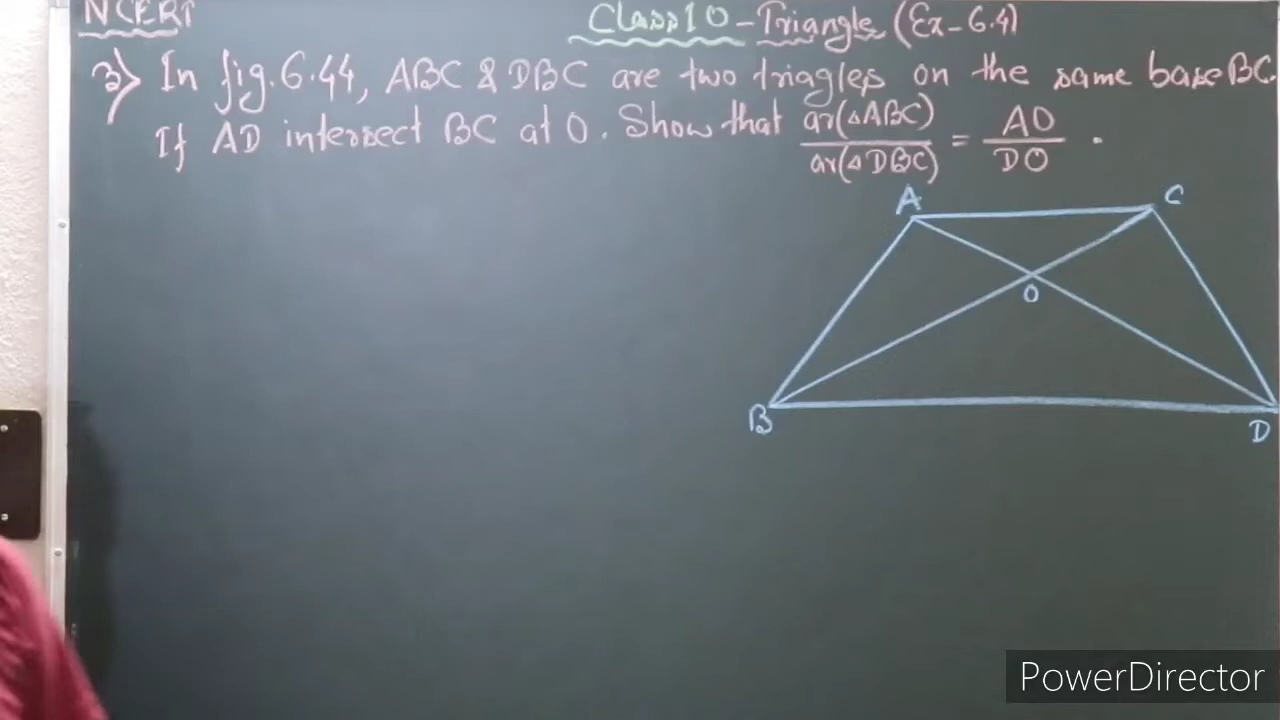 NCERT
Class 10 - Triangle (Ex - 6.4)
3) In fig. 6.44, ABC & DBC are two triagles on the same base BC.
If AD intersect BC at O. Show that ar(△ABC)/ar(△DBC) = AO/DO.
A
C
O
B
D
PowerDirector